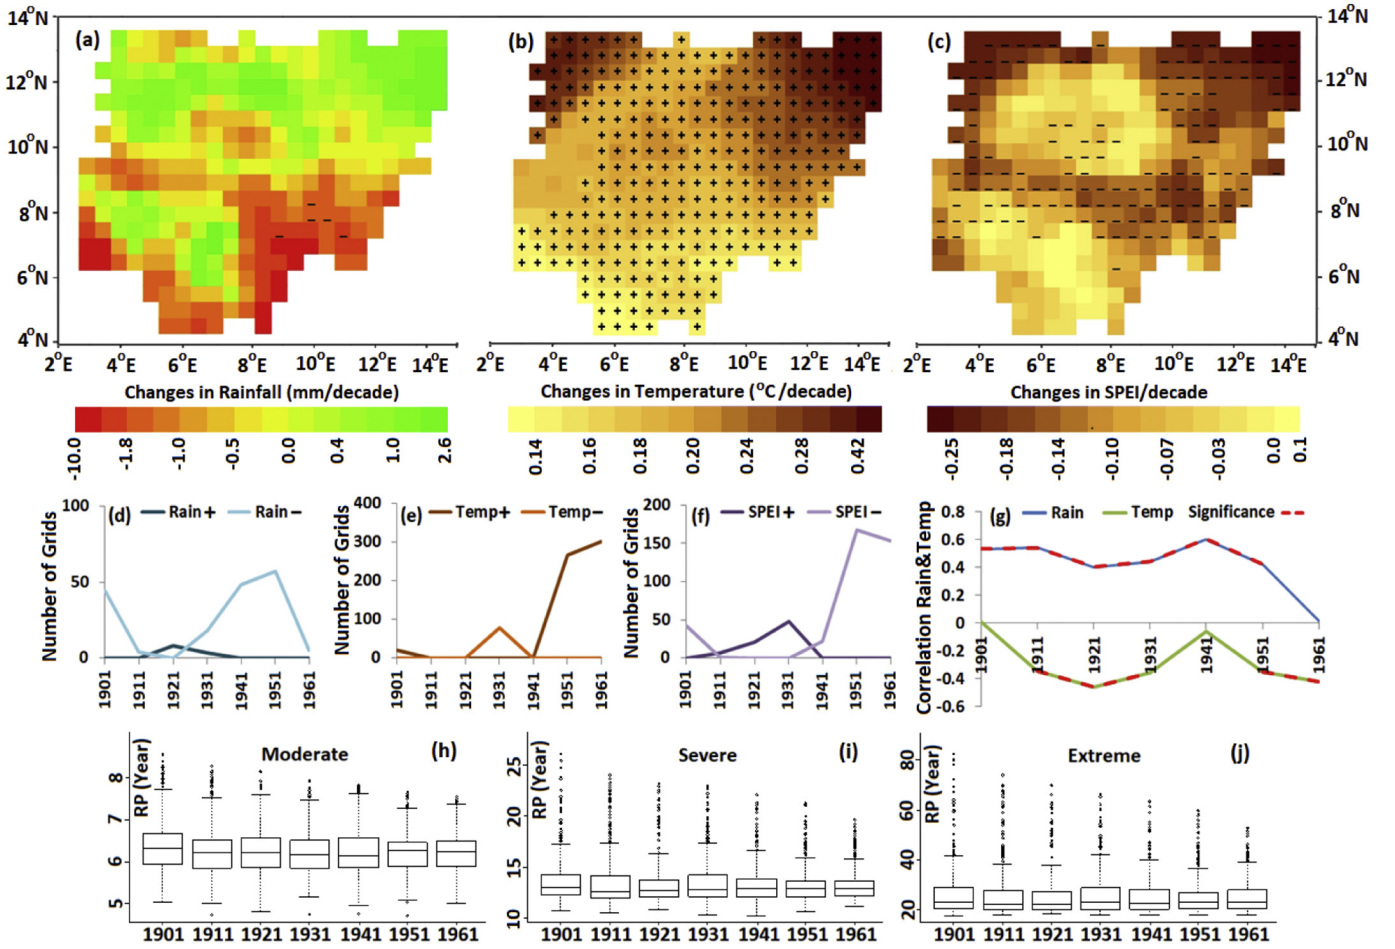 14°N
12°N
10°N
8°N
6°N
4°N
(a)
(b)
(c)
14°N
12°N
10°N
8°N
6°N
4°N
2°E 4°E 6°E 8°E 10°E 12°E 14°E
2°E 4°E 6°E 8°E 10°E 12°E 14°E
2°E 4°E 6°E 8°E 10°E 12°E 14°E
Changes in Rainfall (mm/decade)
Changes in Temperature (°C/decade)
Changes in SPEI/decade
-10.0 -1.8 -1.0 -0.5 0.0 0.4 1.0 2.6
0.14 0.16 0.18 0.20 0.24 0.28 0.42
-0.25 -0.18 -0.14 -0.10 -0.07 -0.03 0.0 0.1
Number of Grids
100
50
0
(d)
Rain+ Rain−
1901 1911 1921 1931 1941 1951 1961
Number of Grids
400
300
200
100
0
(e)
Temp+ Temp−
1901 1911 1921 1931 1941 1951 1961
Number of Grids
200
150
100
50
0
(f)
SPEI+ SPEI−
1901 1911 1921 1931 1941 1951 1961
Correlation Rain&Temp
0.8
0.6
0.4
0.2
0
-0.2
-0.4
-0.6
(g)
Rain Temp Significance
1901 1911 1921 1931 1941 1951 1961
RP (Year)
8
7
6
5
Moderate
(h)
1901 1911 1921 1931 1941 1951 1961
RP (Year)
25
20
15
10
Severe
(i)
1901 1911 1921 1931 1941 1951 1961
RP (Year)
80
60
40
20
Extreme
(j)
1901 1911 1921 1931 1941 1951 1961